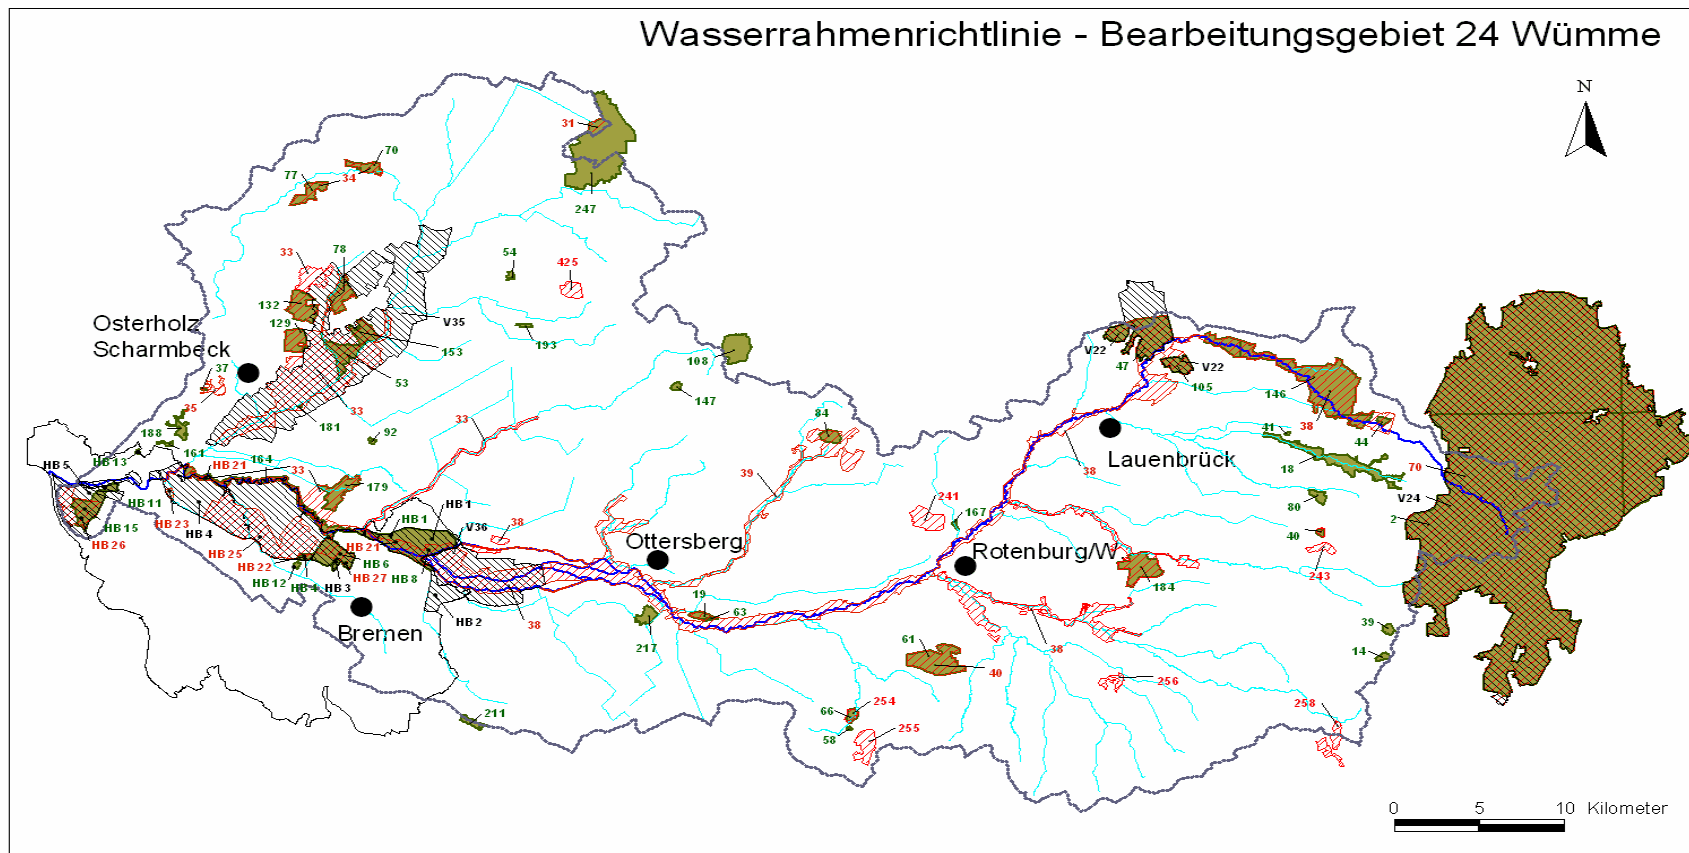 Wasserrahmenrichtlinie - Bearbeitungsgebiet 24 Wümme
N
31
70
77
34
247
78
33
54
425
132
129
V35
153
193
Osterholz
Scharmbeck
108
53
37
35
33
147
181
92
33
188
84
161
164
HB 5
HB 13
HB 21
33
39
179
HB 11
HB 15
HB 23
HB 4
HB 26
HB 25
HB 22
HB 12
HB 4
HB 3
HB 27
HB 6
HB 21
HB 8
HB 1
HB 1
V36
38
HB 2
38
Bremen
Ottersberg
19
63
217
211
V22
47
V22
105
146
38
44
41
18
70
V24
2
80
40
243
Lauenbrück
38
241
167
Rotenburg/W
184
38
61
40
256
39
14
258
66
254
58
255
0 5 10 Kilometer